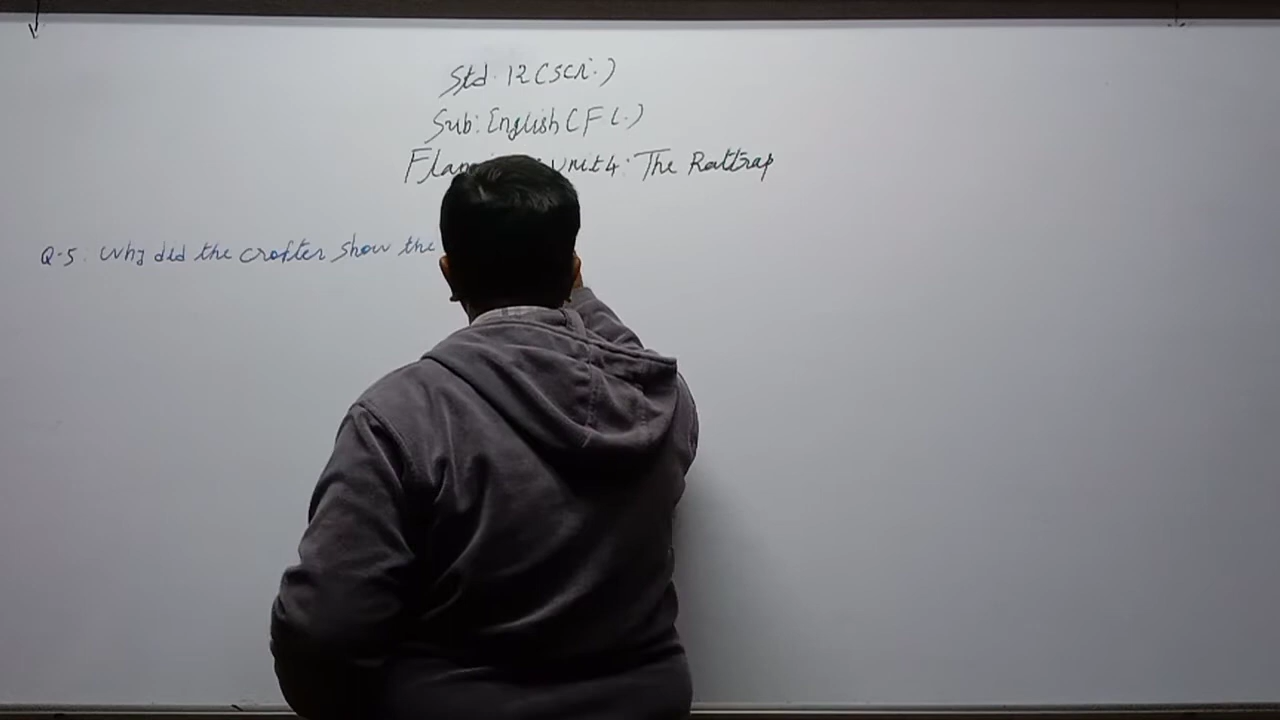 Std. 12 (Sci.)
Sub: English (F L.)
Unit 4: The Rattrap
Q-5. Why did the crofter show the